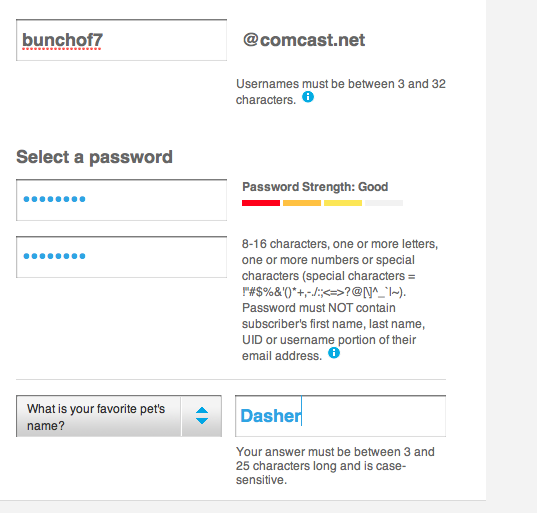 bunchof7 @comcast.net
Usernames must be between 3 and 32
characters.
Select a password
Password Strength: Good
8-16 characters, one or more letters,
one or more numbers or special
characters (special characters =
!"#$%&'()*+,-./:;<=>?@[\]^_`|~).
Password must NOT contain
subscriber's first name, last name,
UID or username portion of their
email address.
What is your favorite pet's
name?
Dasher
Your answer must be between 3 and
25 characters long and is case-
sensitive.